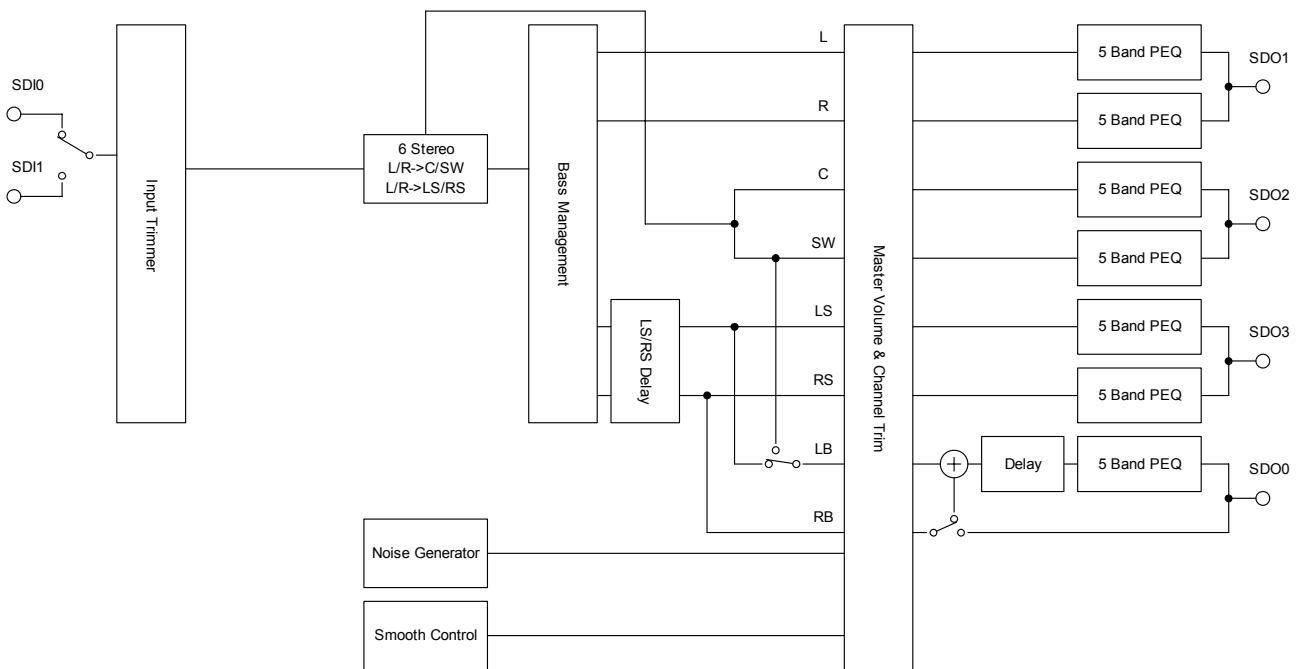 SDI0
SDI1
Input Trimmer
6 Stereo
L/R->C/SW
L/R->LS/RS
Bass Management
LS/RS Delay
L
R
C
SW
LS
RS
LB
RB
Noise Generator
Smooth Control
Master Volume & Channel Trim
5 Band PEQ
5 Band PEQ
SDO1
5 Band PEQ
5 Band PEQ
SDO2
5 Band PEQ
5 Band PEQ
SDO3
Delay
5 Band PEQ
SDO0